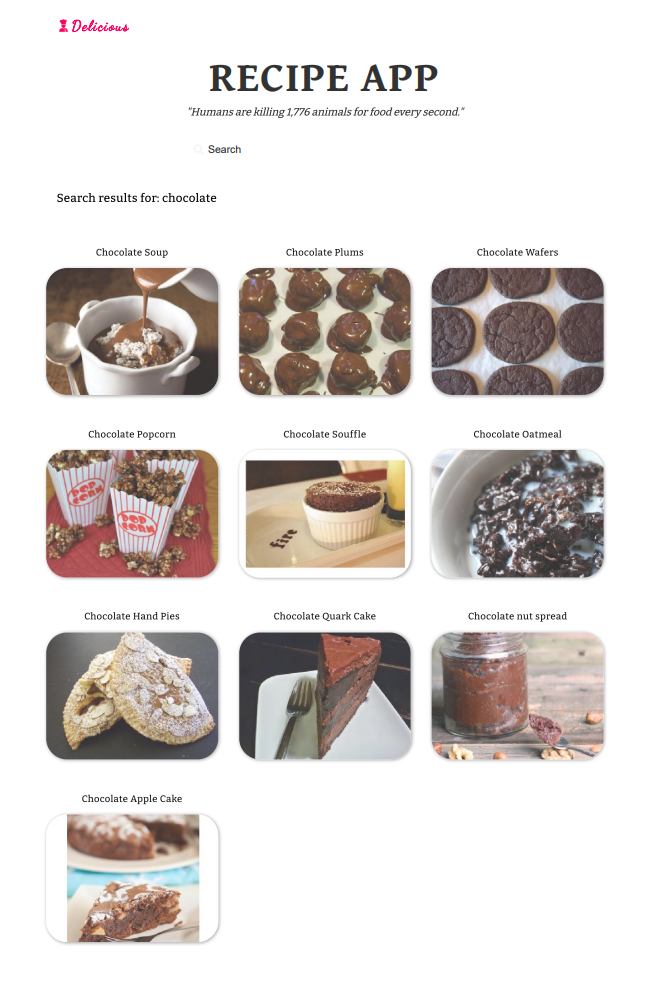 Delicious
RECIPE APP
"Humans are killing 1,776 animals for food every second."
Search
Search results for: chocolate
Chocolate Soup
Chocolate Plums
Chocolate Wafers
Chocolate Popcorn
Chocolate Souffle
Chocolate Oatmeal
POP
CORN
POP
CORN
fire
Chocolate Hand Pies
Chocolate Quark Cake
Chocolate nut spread
Chocolate Apple Cake